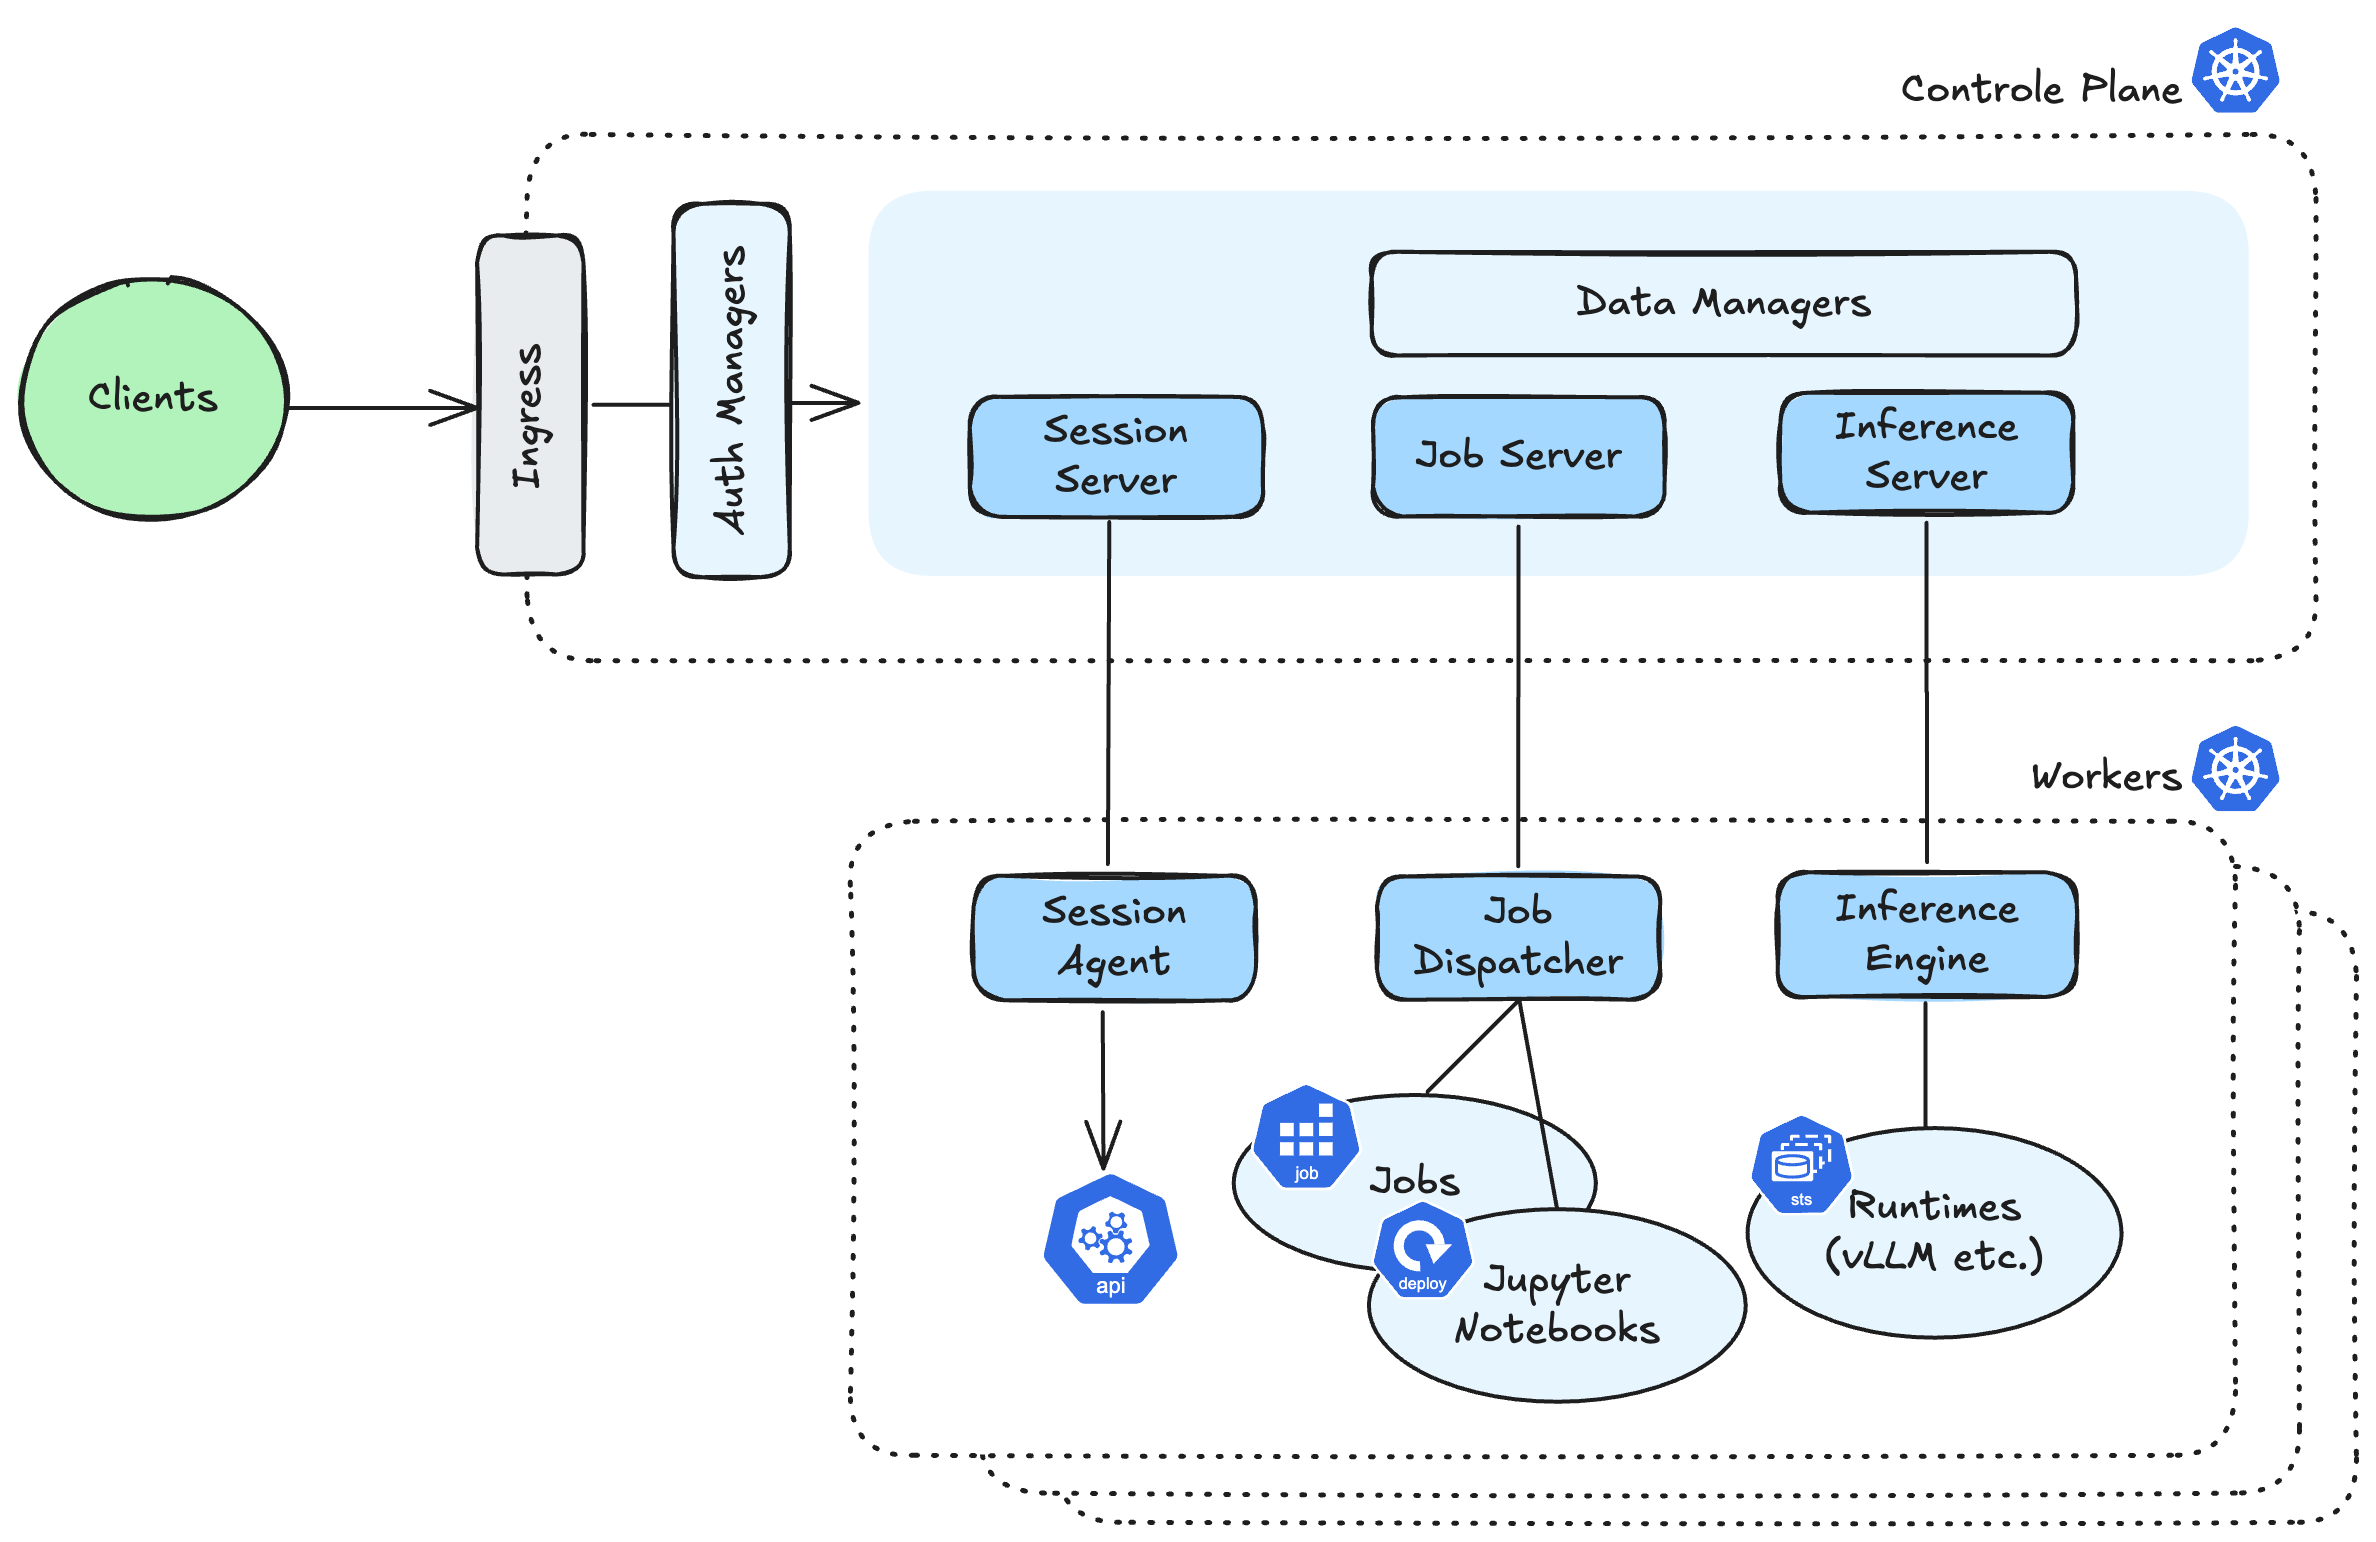 Controle Plane
Clients
Ingress
Auth Managers
Data Managers
Session
Server
Job Server
Inference
Server
Workers
Session
Agent
Job
Dispatcher
Inference
Engine
api
job
Jobs
deploy
Jupyter
Notebooks
sts
Runtimes
(vLLM etc.)